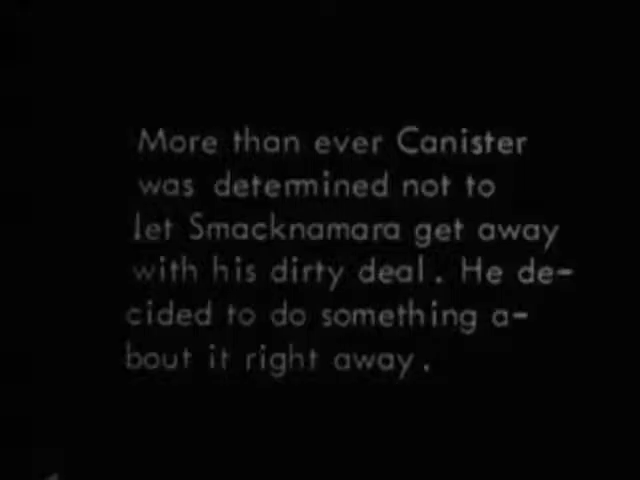 More than ever Canister
was determined not to
let Smacknamara get away
with his dirty deal. He de-
cided to do something a-
bout it right away.